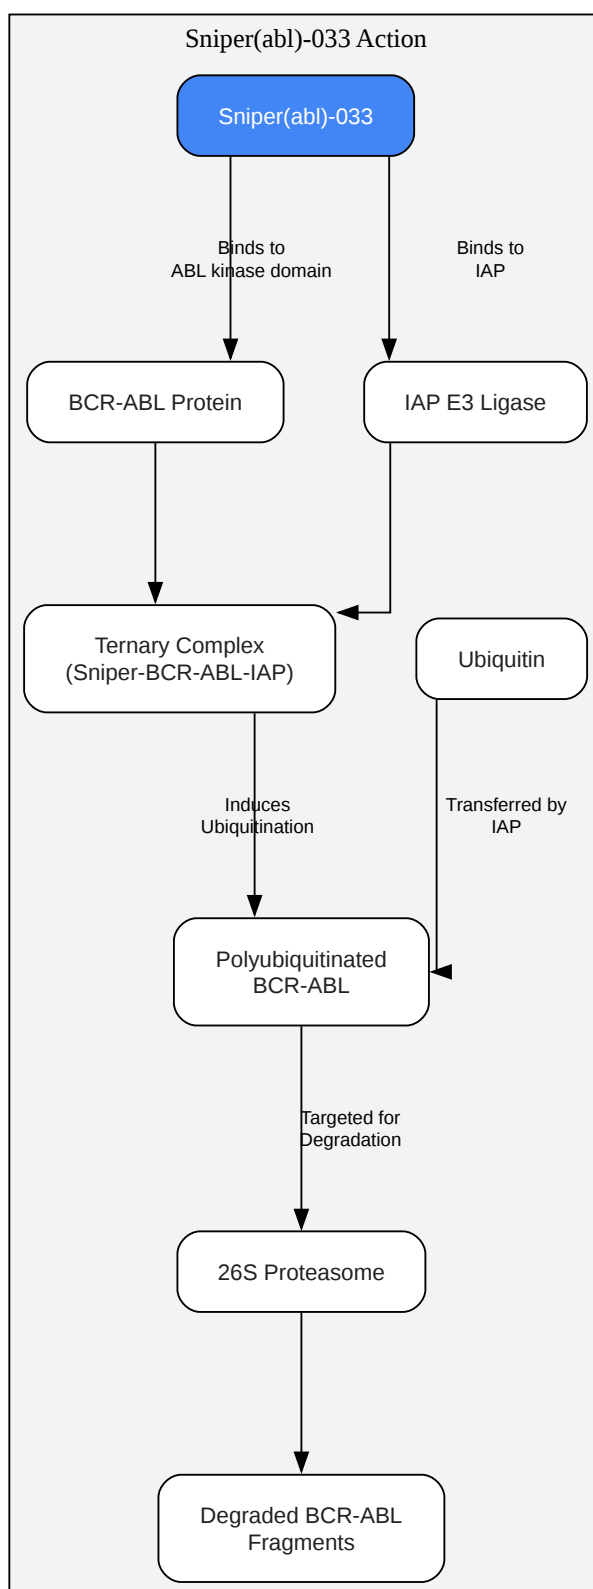 Sniper(abl)-033 Action
Sniper(abl)-033
Binds to
ABL kinase domain
Binds to
IAP
BCR-ABL Protein
IAP E3 Ligase
Ternary Complex
(Sniper-BCR-ABL-IAP)
Ubiquitin
Induces
Ubiquitination
Transferred by
IAP
Polyubiquitinated
BCR-ABL
Targeted for
Degradation
26S Proteasome
Degraded BCR-ABL
Fragments